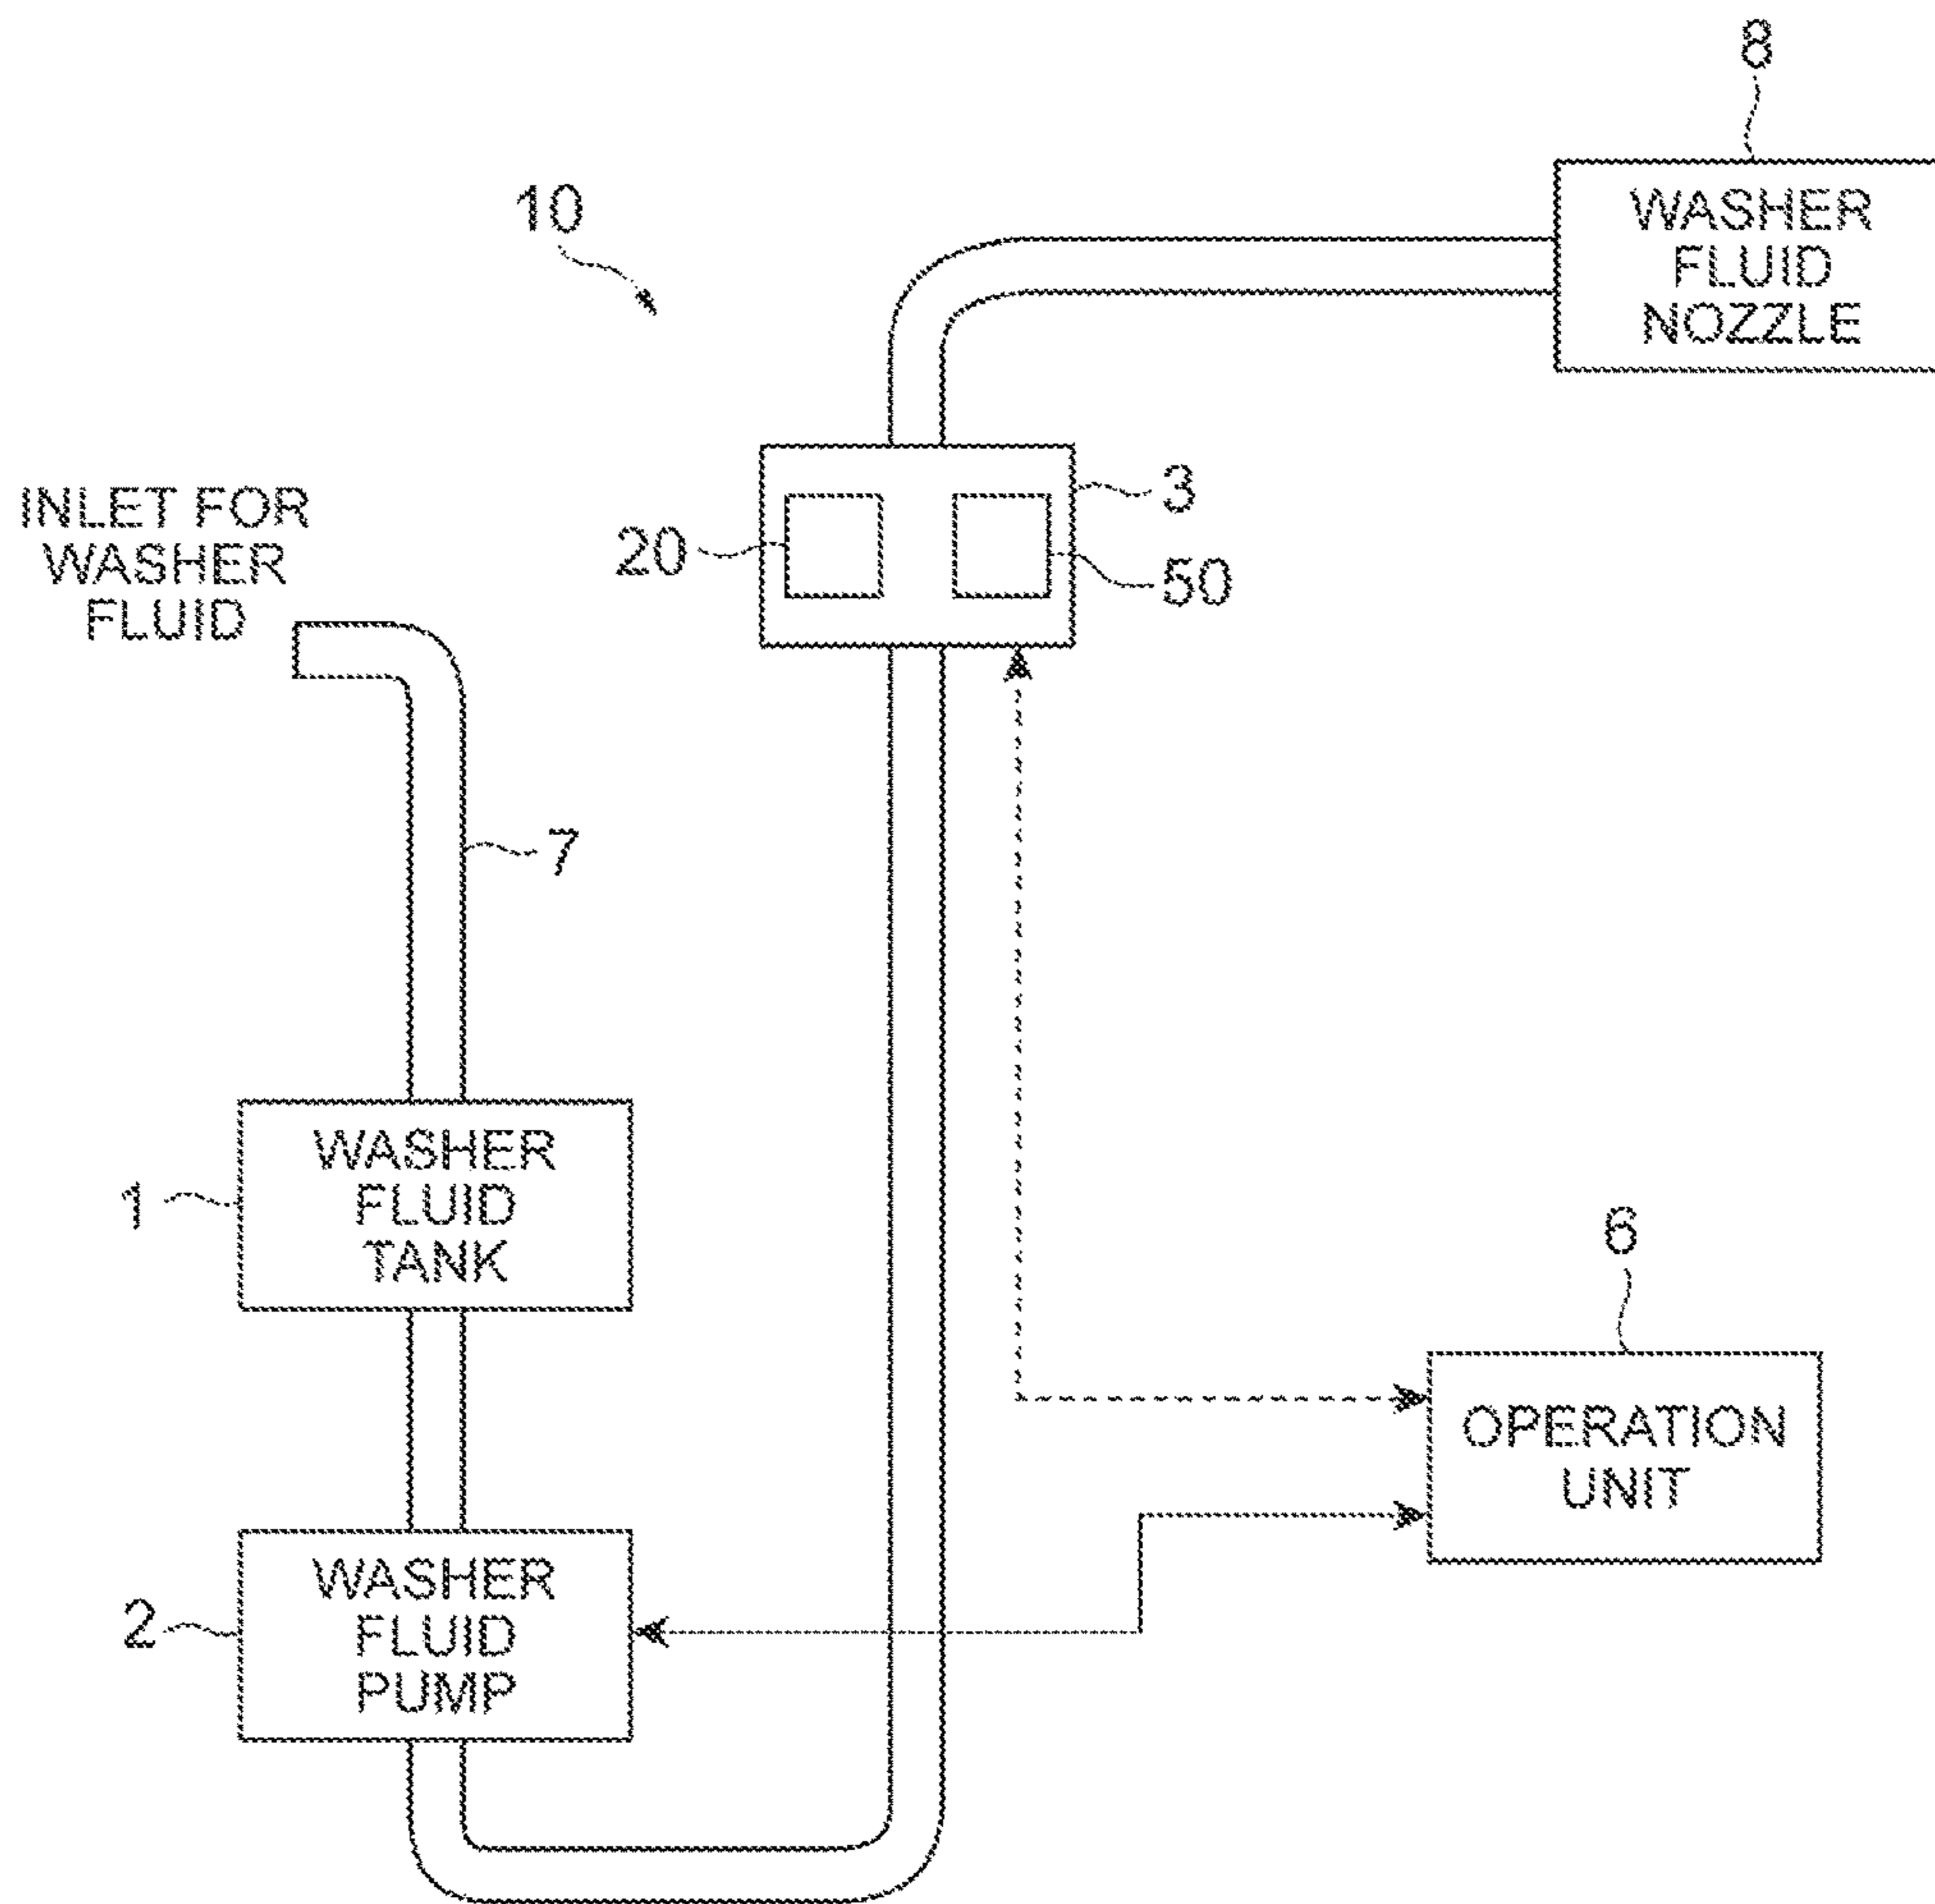 8
WASHER
FLUID
NOZZLE
10
INLET FOR
WASHER
FLUID
3
20
50
7
1
WASHER
FLUID
TANK
6
OPERATION
UNIT
2
WASHER
FLUID
PUMP